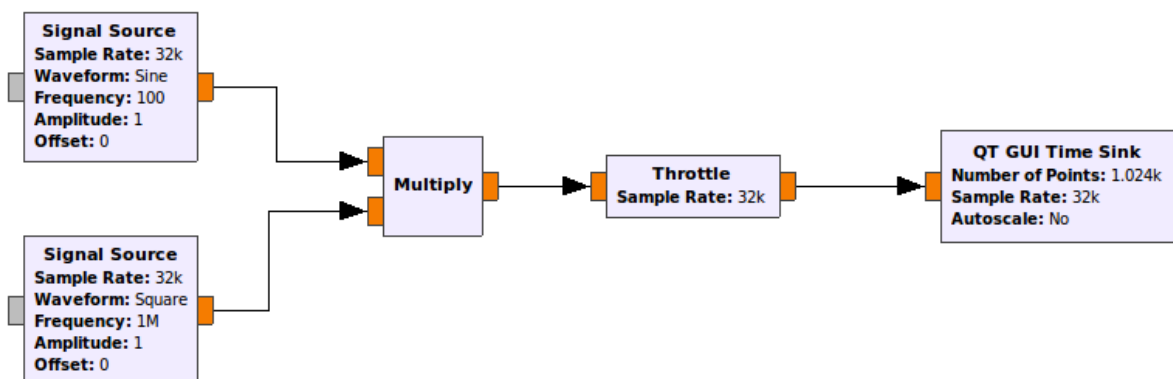 Signal Source
Sample Rate: 32k
Waveform: Sine
Frequency: 100
Amplitude: 1
Offset: 0
Multiply
Throttle
Sample Rate: 32k
QT GUI Time Sink
Number of Points: 1.024k
Sample Rate: 32k
Autoscale: No
Signal Source
Sample Rate: 32k
Waveform: Square
Frequency: 1M
Amplitude: 1
Offset: 0